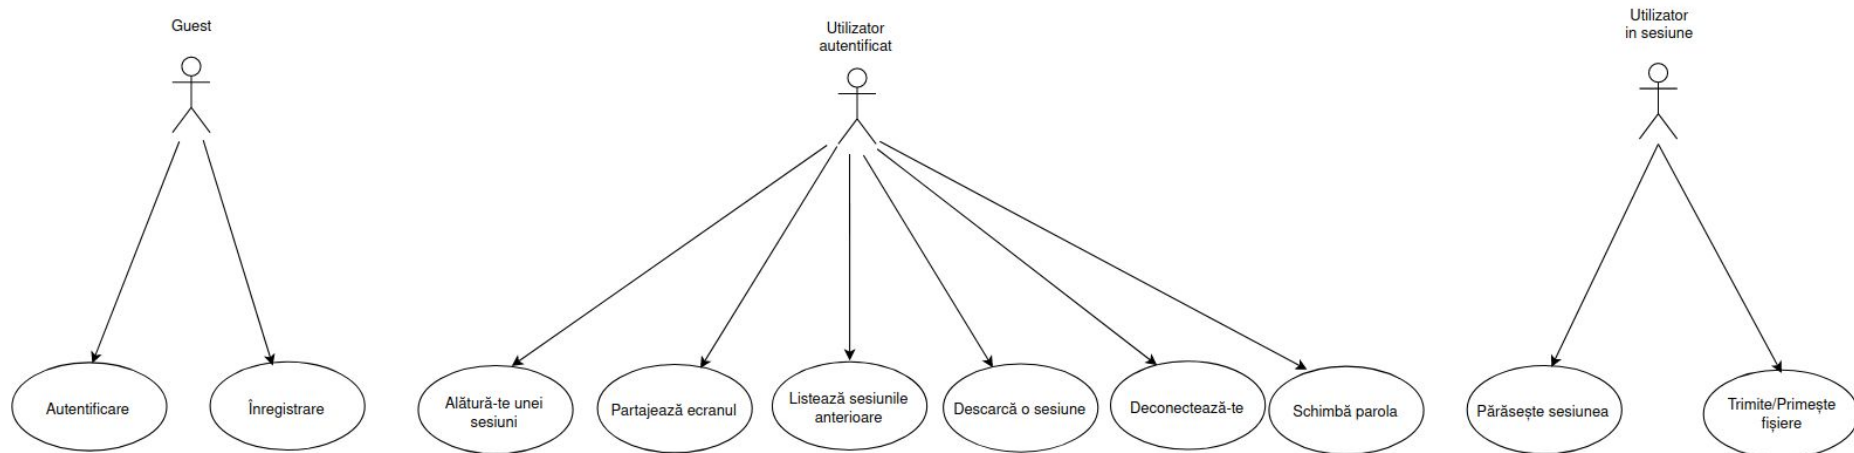 Guest
Utilizator
autentificat
Utilizator
in sesiune
Autentificare
Înregistrare
Alătură-te unei
sesiuni
Partajează ecranul
Listează sesiunile
anterioare
Descarcă o sesiune
Deconectează-te
Schimbă parola
Părăsește sesiunea
Trimite/Primește
fișiere